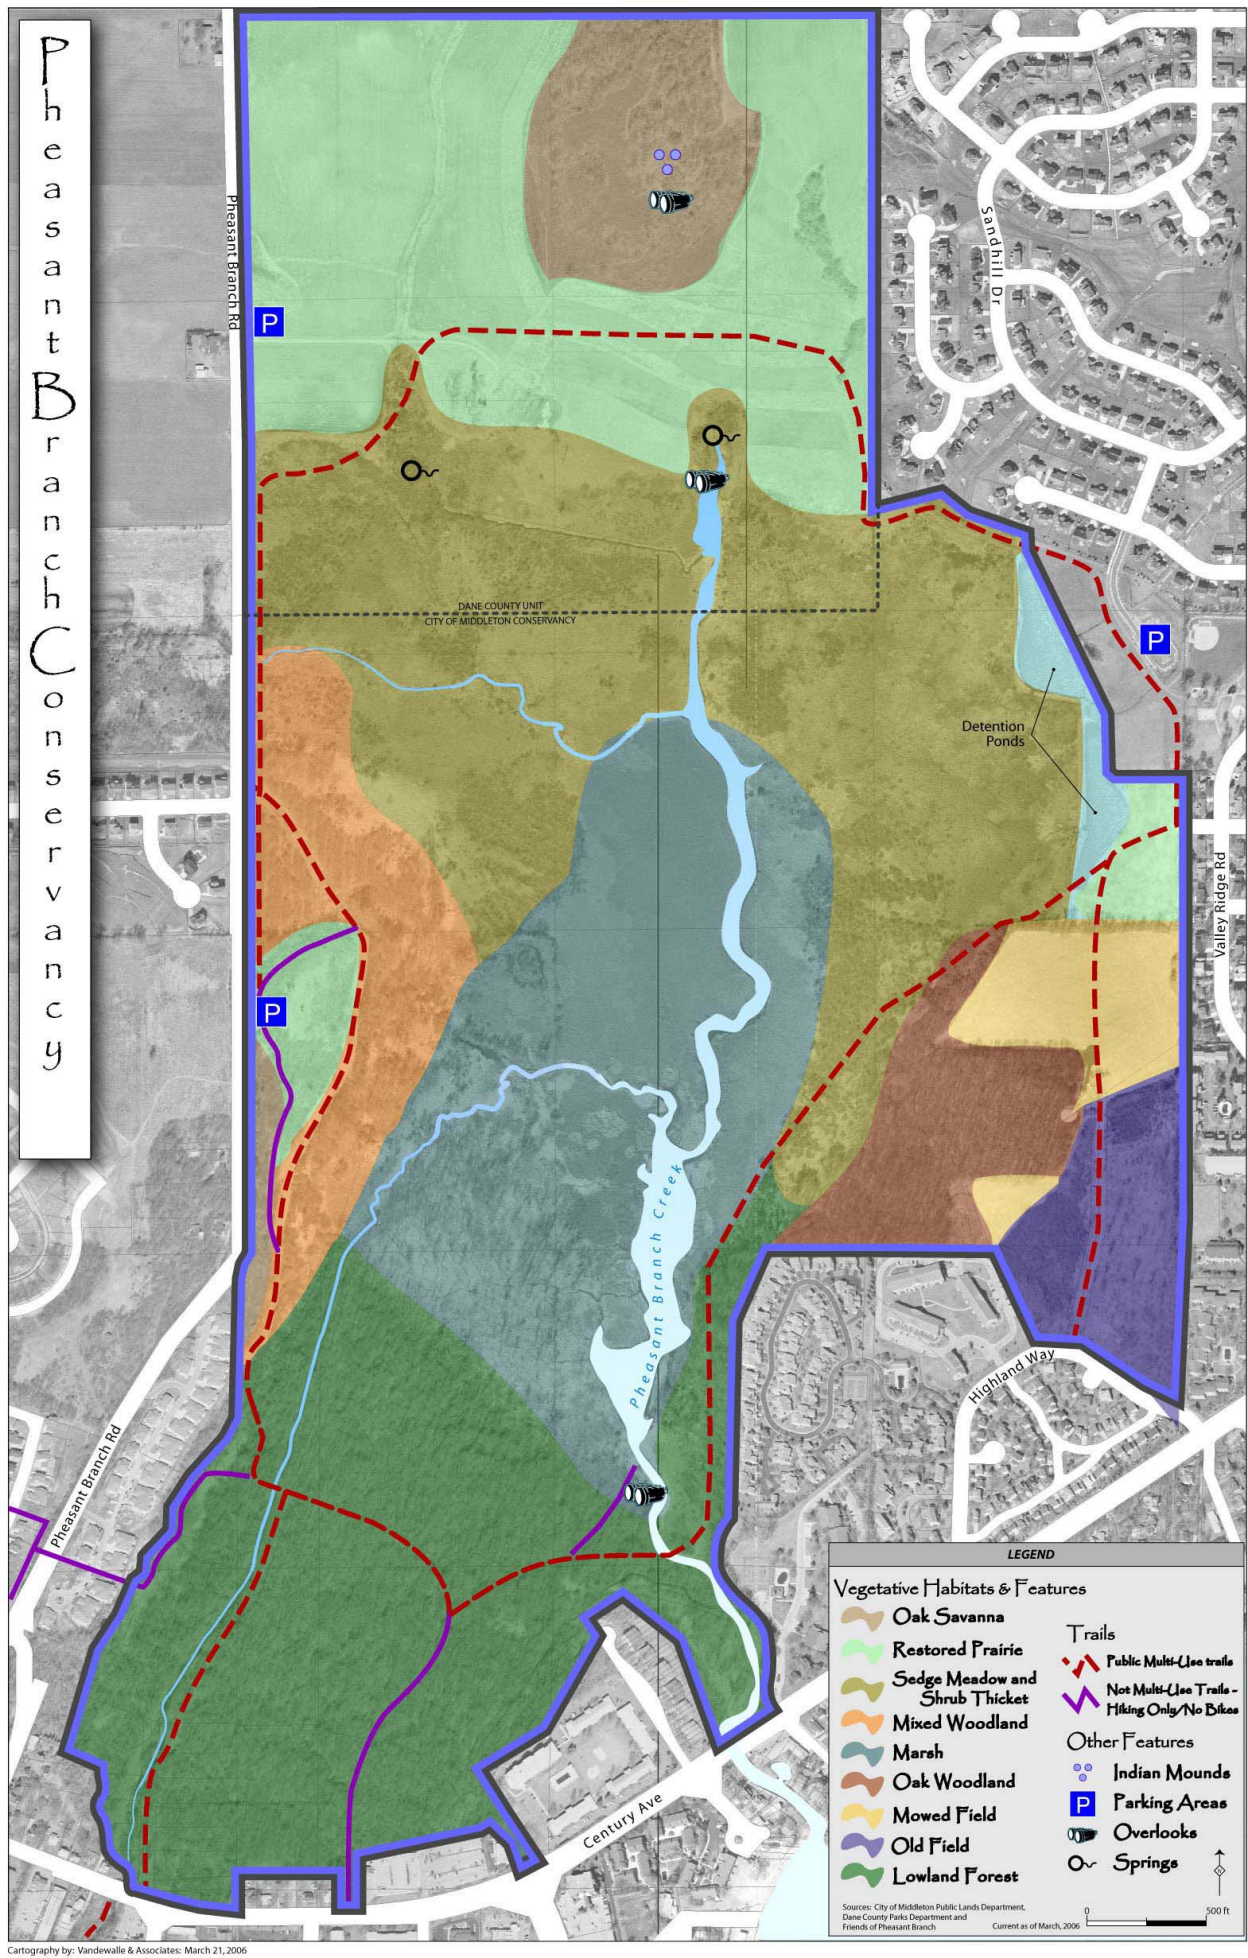 Pheasant Branch Conservancy
Pheasant Branch Rd
Sandhill Dr
P
DANE COUNTY UNIT
CITY OF MIDDLETON CONSERVANCY
P
Detention
Ponds
Valley Ridge Rd
P
Pheasant Branch Creek
Highland Way
Pheasant Branch Rd
Century Ave
LEGEND
Vegetative Habitats & Features
Oak Savanna
Restored Prairie
Sedge Meadow and
Shrub Thicket
Mixed Woodland
Marsh
Oak Woodland
Mowed Field
Old Field
Lowland Forest
Trails
Public Multi-Use trails
Not Multi-Use Trails -
Hiking Only/No Bikes
Other Features
Indian Mounds
P Parking Areas
Overlooks
Springs
N
Sources: City of Middleton Public Lands Department,
Dane County Parks Department and
Friends of Pheasant Branch
Current as of March, 2006
0 500 ft
Cartography by: Vandewalle & Associates: March 21, 2006